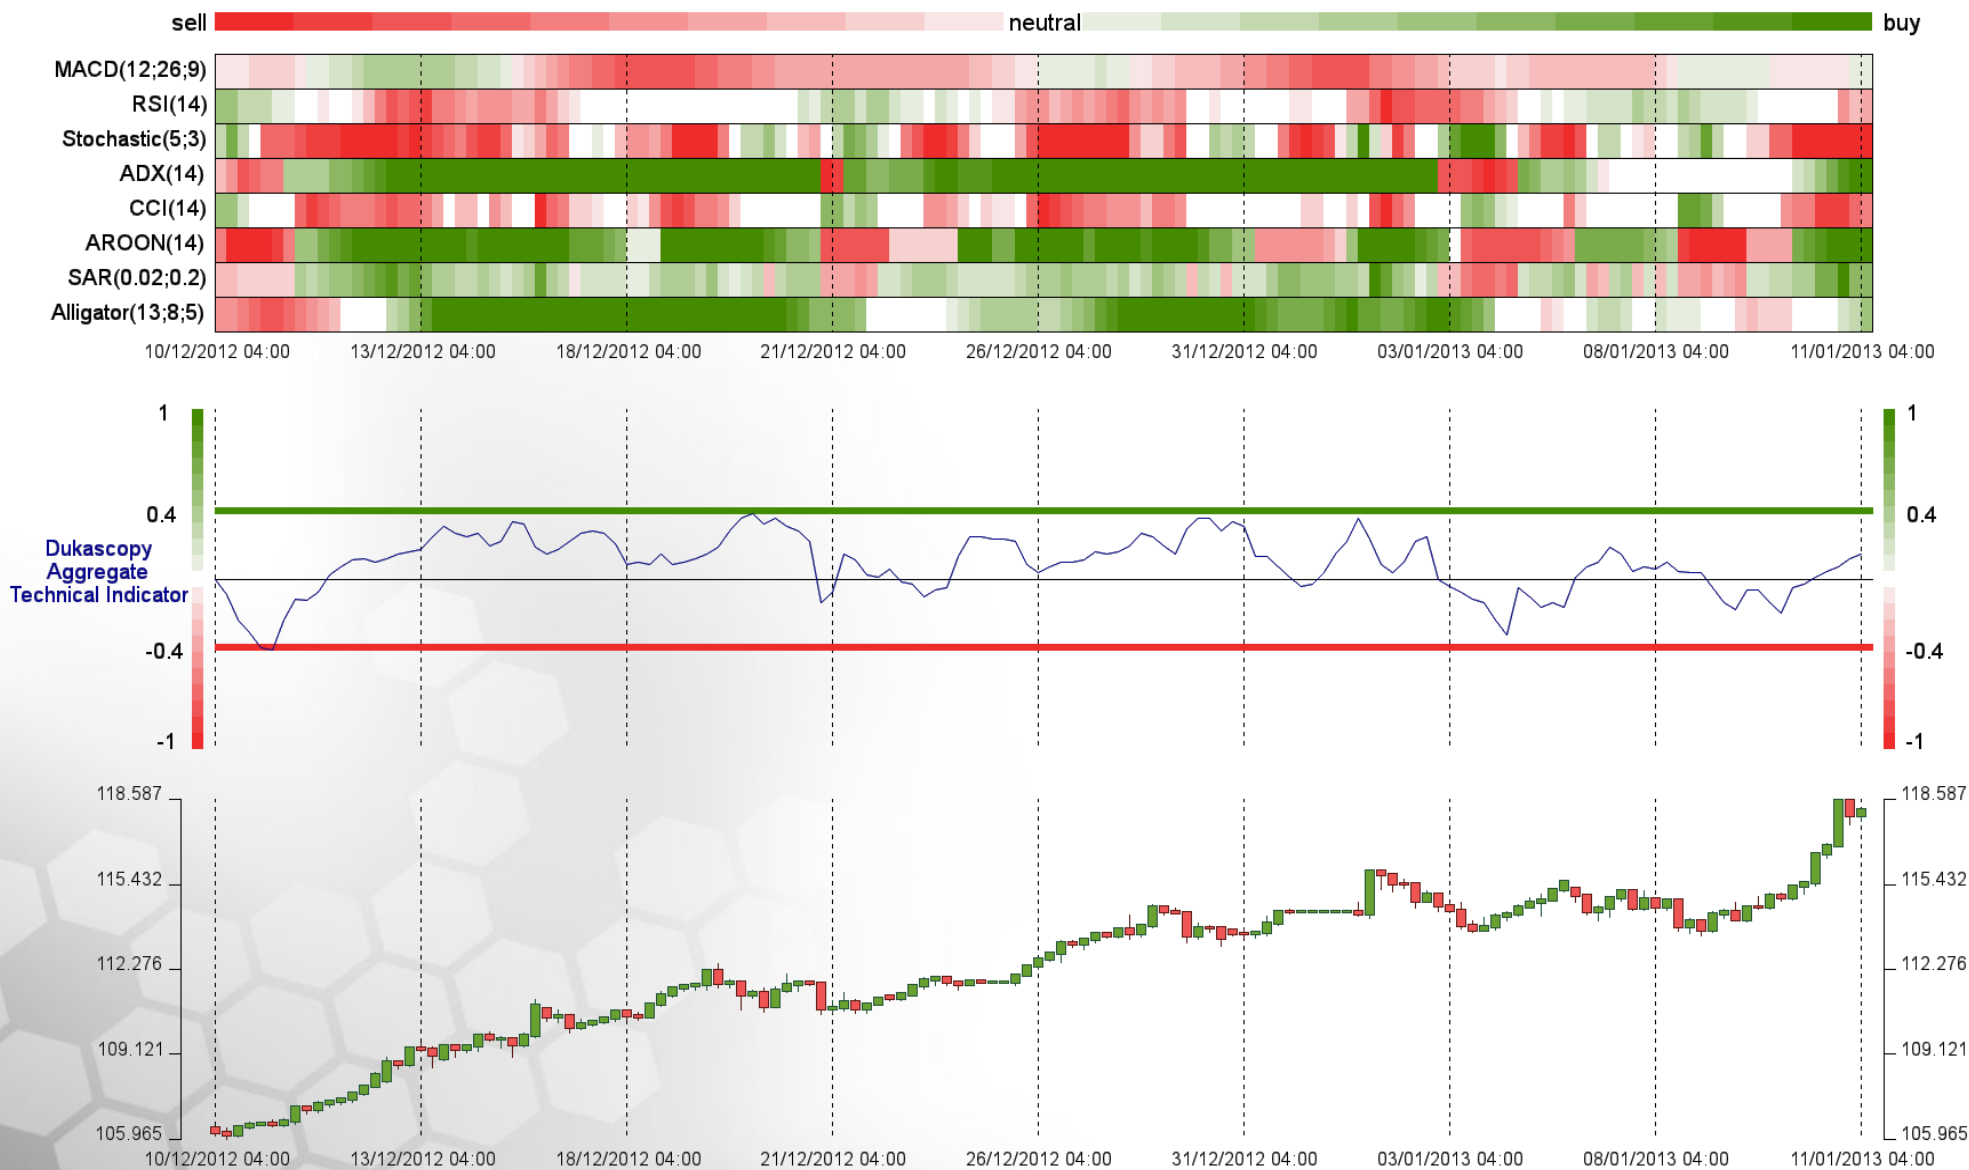 sell neutral buy
MACD(12;26;9)
RSI(14)
Stochastic(5;3)
ADX(14)
CCI(14)
AROON(14)
SAR(0.02;0.2)
Alligator(13;8;5)
10/12/2012 04:00 13/12/2012 04:00 18/12/2012 04:00 21/12/2012 04:00 26/12/2012 04:00 31/12/2012 04:00 03/01/2013 04:00 08/01/2013 04:00 11/01/2013 04:00
1 1
0.4 0.4
Dukascopy
Aggregate
Technical Indicator
-0.4 -0.4
-1 -1
118.587 118.587
115.432 115.432
112.276 112.276
109.121 109.121
105.965 105.965
10/12/2012 04:00 13/12/2012 04:00 18/12/2012 04:00 21/12/2012 04:00 26/12/2012 04:00 31/12/2012 04:00 03/01/2013 04:00 08/01/2013 04:00 11/01/2013 04:00